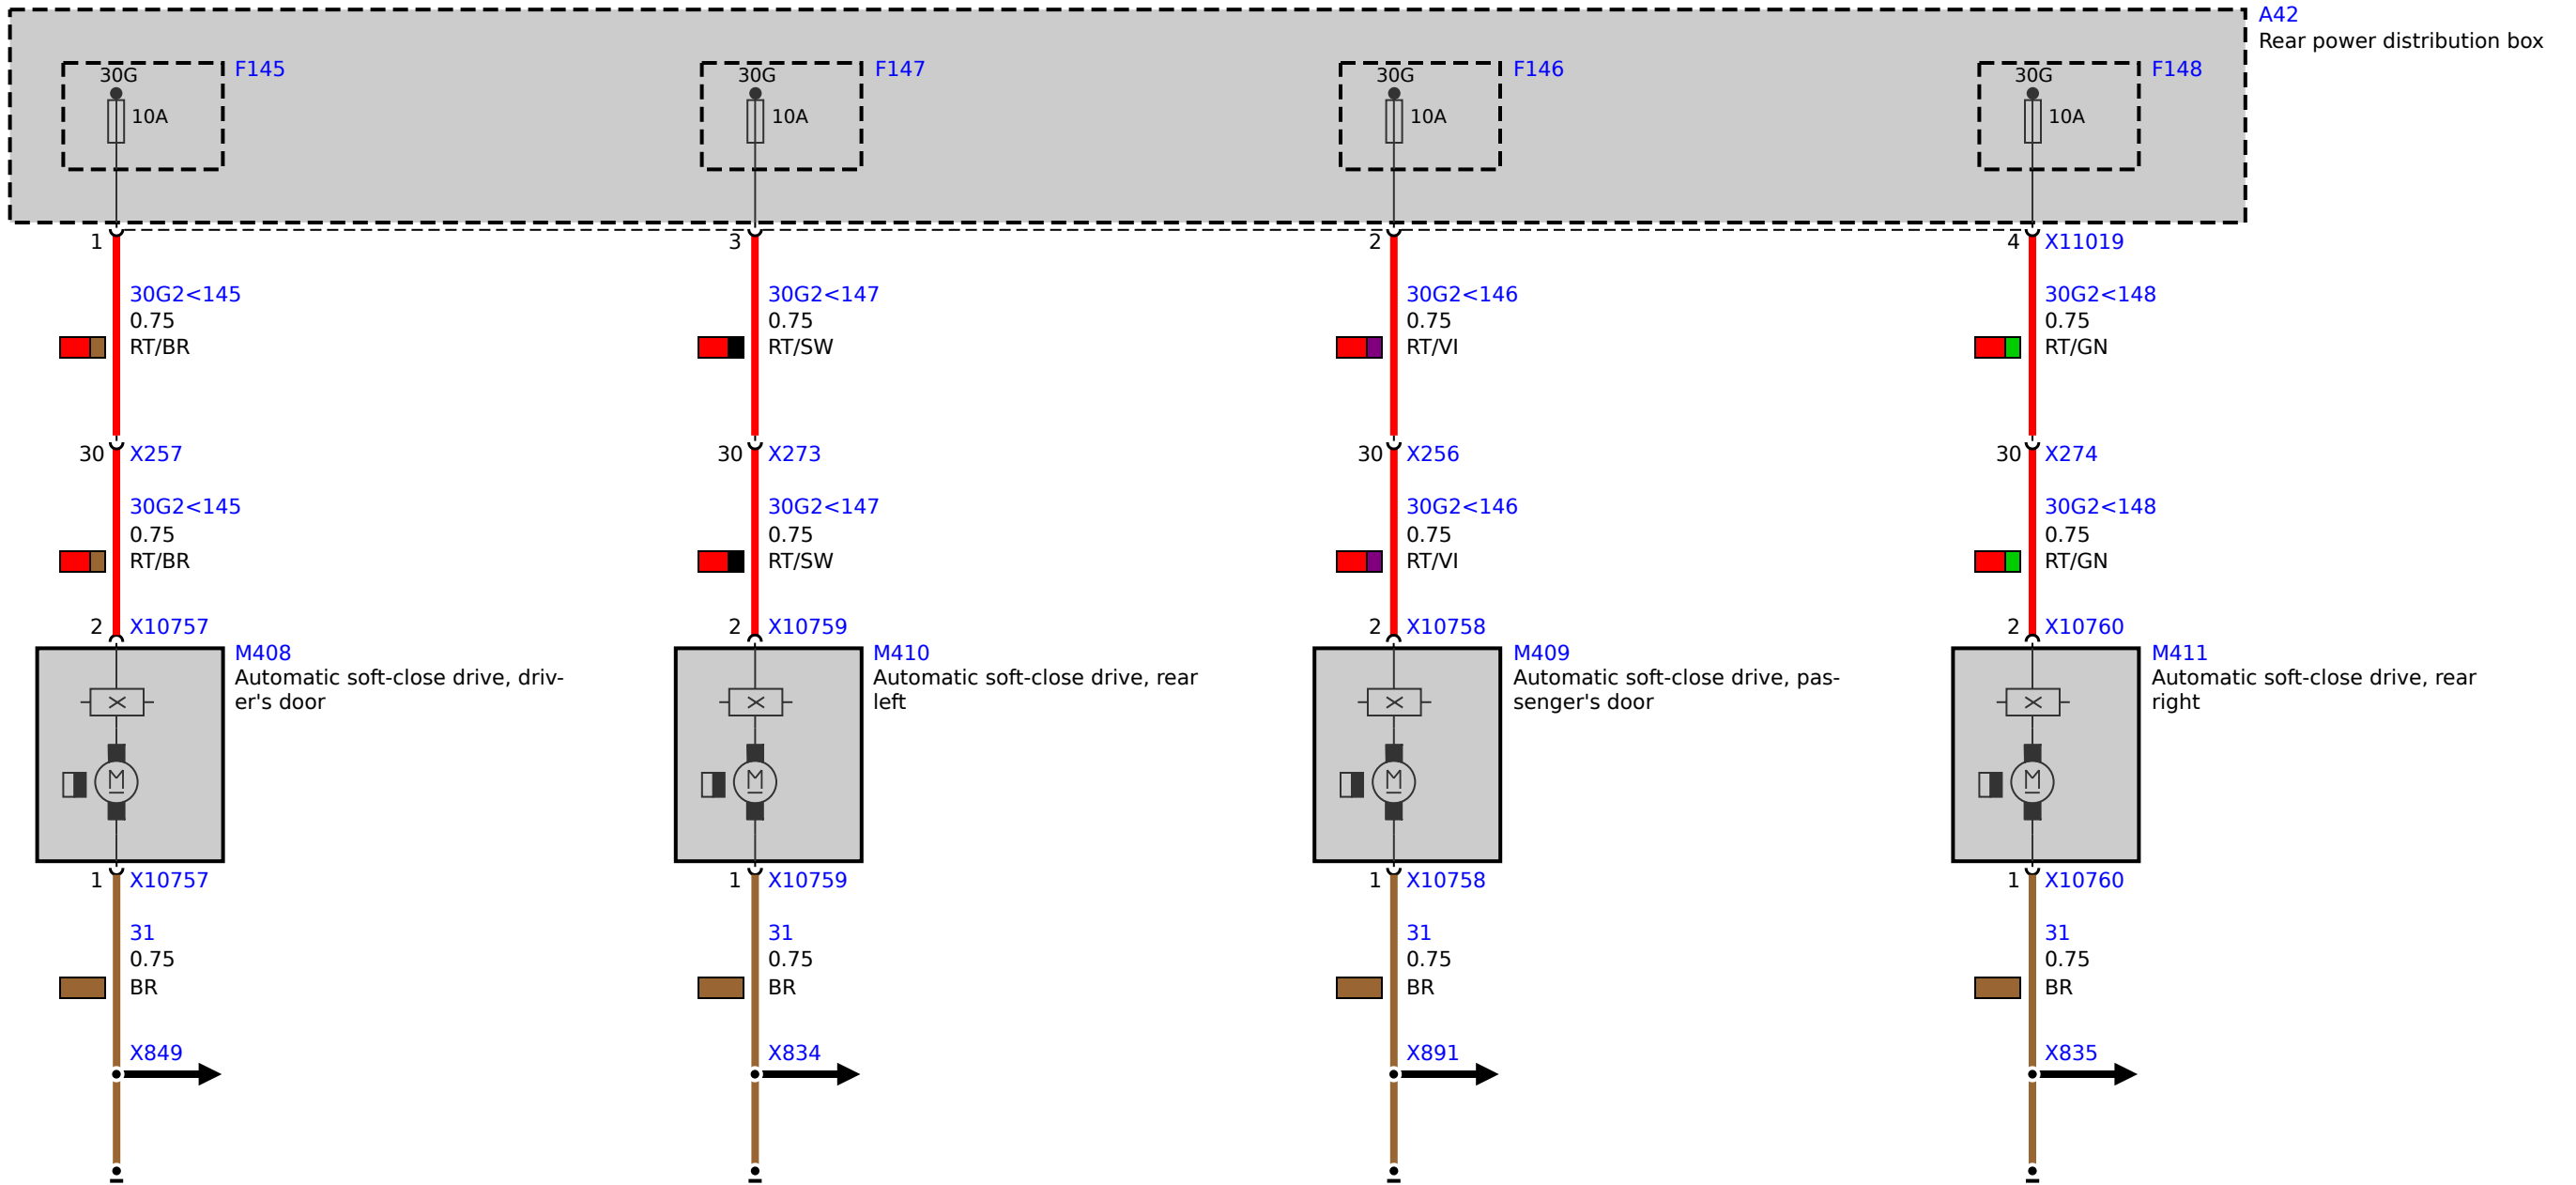 A42
Rear power distribution box
30G
F145
10A
30G
F147
10A
30G
F146
10A
30G
F148
10A
1
3
2
4
X11019
30G2<145
0.75
RT/BR
30G2<147
0.75
RT/SW
30G2<146
0.75
RT/VI
30G2<148
0.75
RT/GN
30
X257
30
X273
30
X256
30
X274
30G2<145
0.75
RT/BR
30G2<147
0.75
RT/SW
30G2<146
0.75
RT/VI
30G2<148
0.75
RT/GN
2
X10757
2
X10759
2
X10758
2
X10760
M408
Automatic soft-close drive, driv-
er's door
M
M410
Automatic soft-close drive, rear
left
M
M409
Automatic soft-close drive, pas-
senger's door
M
M411
Automatic soft-close drive, rear
right
M
1
X10757
1
X10759
1
X10758
1
X10760
31
0.75
BR
31
0.75
BR
31
0.75
BR
31
0.75
BR
X849
X834
X891
X835